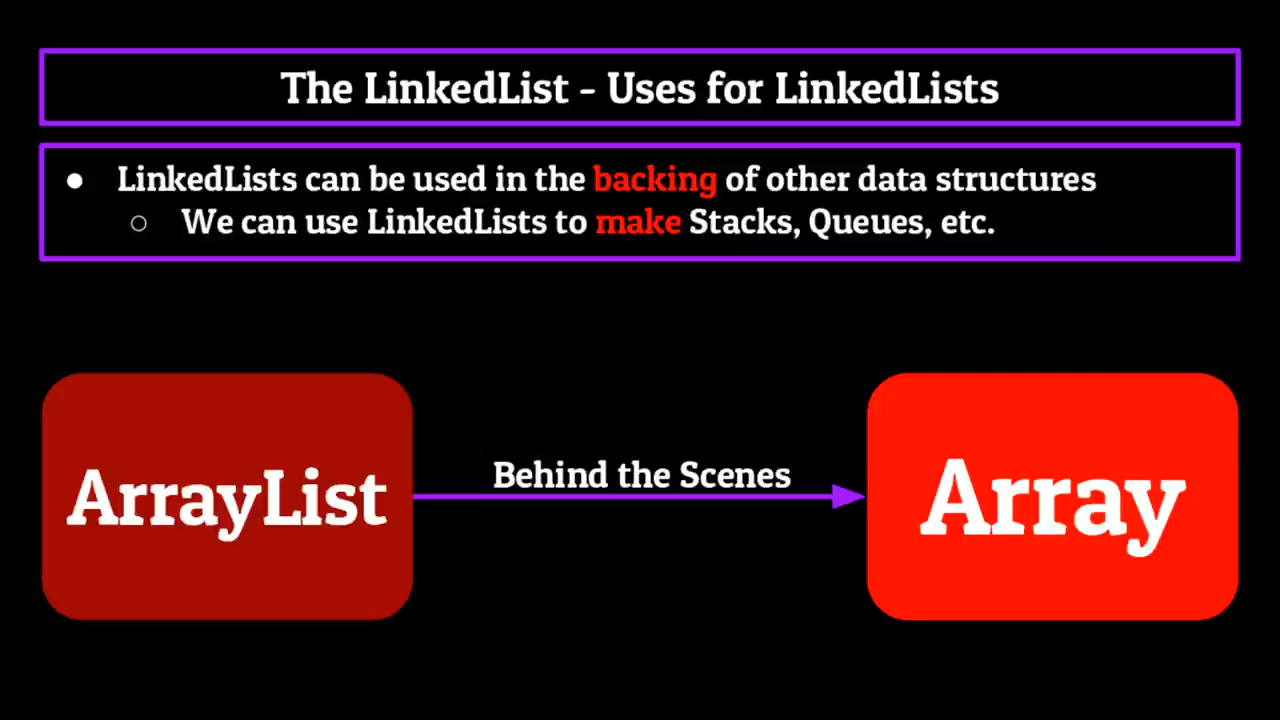 The LinkedList - Uses for LinkedLists
● LinkedLists can be used in the backing of other data structures
○ We can use LinkedLists to make Stacks, Queues, etc.
Behind the Scenes
ArrayList
Array